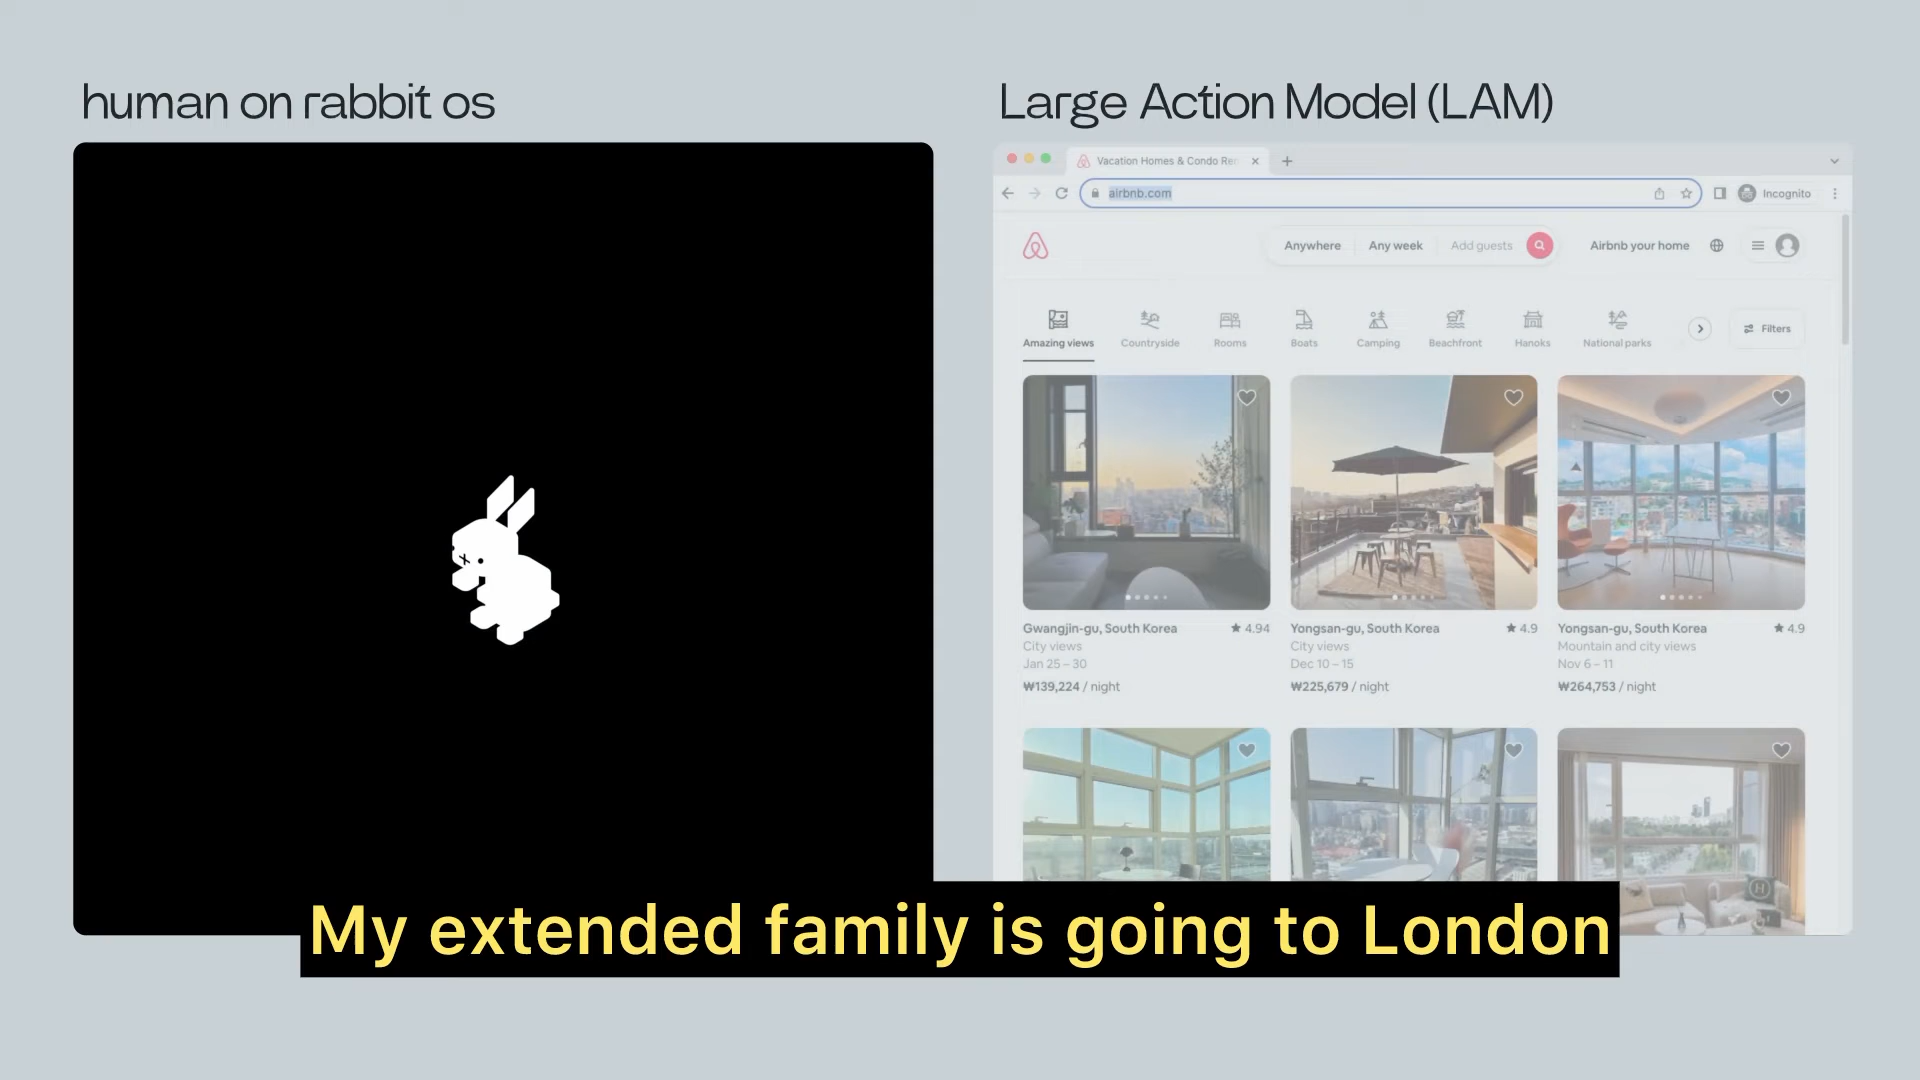 human on rabbit os
Large Action Model (LAM)
Vacation Homes & Condo Ren
airbnb.com
Incognito
Anywhere Any week Add guests
Airbnb your home
Amazing views Countryside Rooms Boats Camping Beachfront Hanoks National parks
Filters
Gwangjin-gu, South Korea 4.94
City views
Jan 25 – 30
₩139,224 / night
Yongsan-gu, South Korea 4.9
City views
Dec 10 – 15
₩225,679 / night
Yongsan-gu, South Korea 4.9
Mountain and city views
Nov 6 – 11
₩264,753 / night
My extended family is going to London